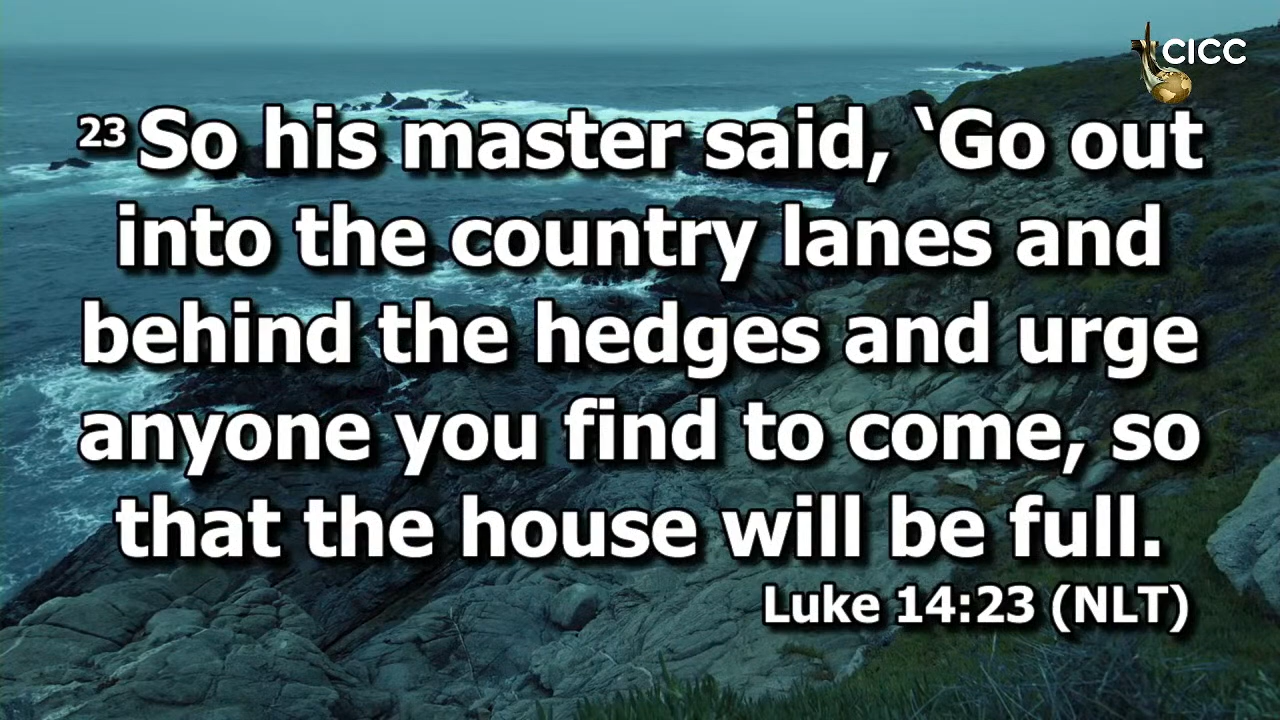 CICC
23 So his master said, ‘Go out
into the country lanes and
behind the hedges and urge
anyone you find to come, so
that the house will be full.
Luke 14:23 (NLT)